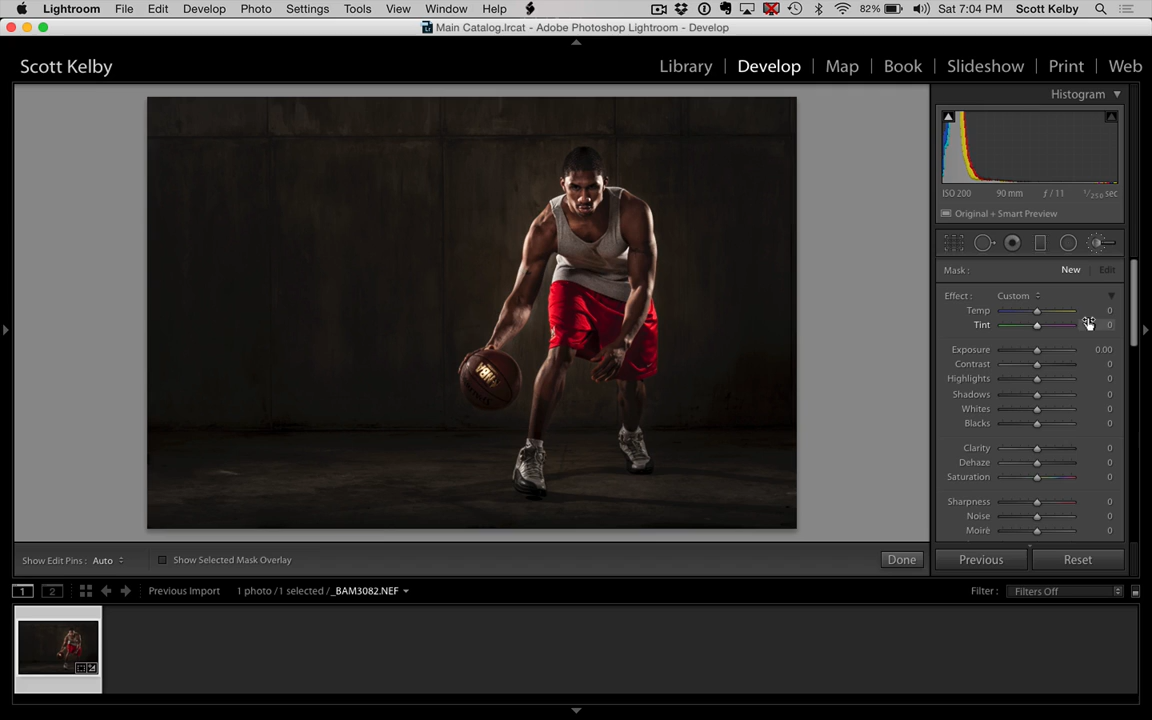 Lightroom File Edit Develop Photo Settings Tools View Window Help 82% Sat 7:04 PM Scott Kelby
Main Catalog.lrcat - Adobe Photoshop Lightroom - Develop
Scott Kelby
Library | Develop | Map | Book | Slideshow | Print | Web
Histogram
ISO 200 90 mm ƒ / 11 1/250 sec
Original + Smart Preview
Mask : New | Edit
Effect : Custom
Temp 0
Tint 0
Exposure 0.00
Contrast 0
Highlights 0
Shadows 0
Whites 0
Blacks 0
Clarity 0
Dehaze 0
Saturation 0
Sharpness 0
Noise 0
Moiré 0
NBA
Show Edit Pins : Auto Show Selected Mask Overlay Done
Previous Reset
1 2 Previous Import 1 photo / 1 selected / _BAM3082.NEF Filter : Filters Off